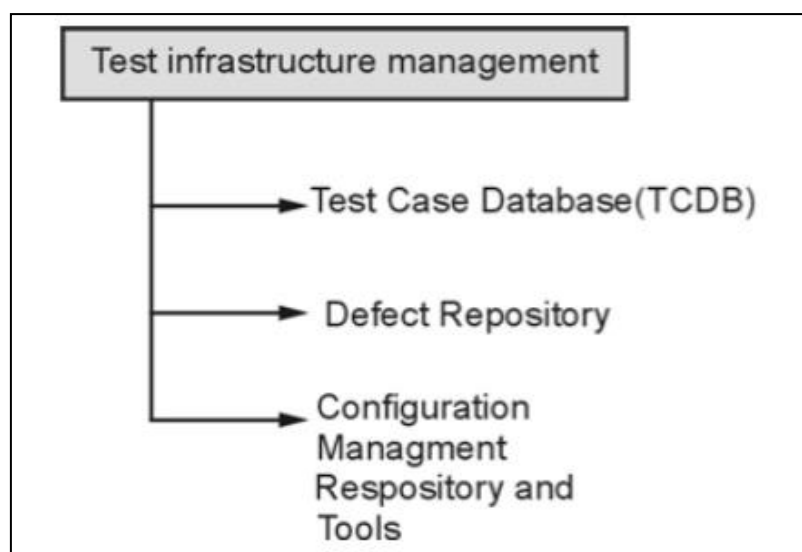 Test infrastructure management
Test Case Database(TCDB)
Defect Repository
Configuration
Managment
Respository and
Tools